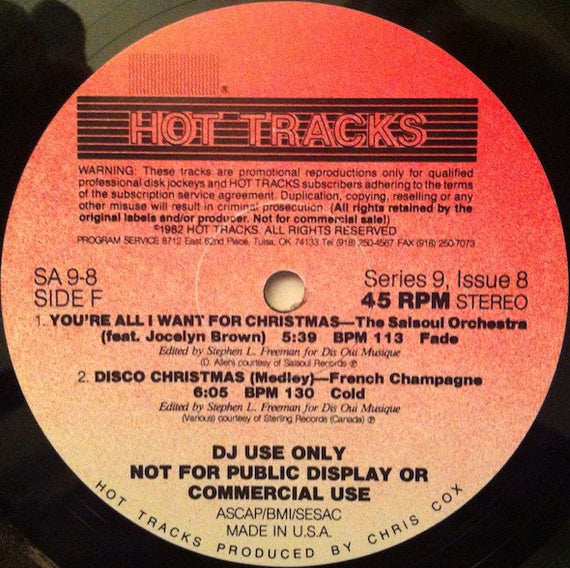 ®
HOT TRACKS
WARNING: These tracks are promotional reproductions only for qualified
professional disk jockeys and HOT TRACKS subscribers adhering to the terms
of the subscription service agreement. Duplication, copying, reselling or any
other misuse will result in criminal prosecution. (All rights retained by the
original labels and/or producer. Not for commercial sale!)
©1982 HOT TRACKS. ALL RIGHTS RESERVED
PROGRAM SERVICE 8712 East 62nd Place, Tulsa, OK 74133 Tel (918) 250-4567 FAX (918) 250-7073
SA 9-8 Series 9, Issue 8
SIDE F 45 RPM STEREO
1. YOU'RE ALL I WANT FOR CHRISTMAS—The Salsoul Orchestra
(feat. Jocelyn Brown) 5:39 BPM 113 Fade
Edited by Stephen L. Freeman for Dis Oui Musique
(D. Allen) courtesy of Salsoul Records ℗
2. DISCO CHRISTMAS (Medley)—French Champagne
6:05 BPM 130 Cold
Edited by Stephen L. Freeman for Dis Oui Musique
(Various) courtesy of Sterling Records (Canada) ℗
DJ USE ONLY
NOT FOR PUBLIC DISPLAY OR
COMMERCIAL USE
ASCAP/BMI/SESAC
MADE IN U.S.A.
HOT TRACKS PRODUCED BY CHRIS COX